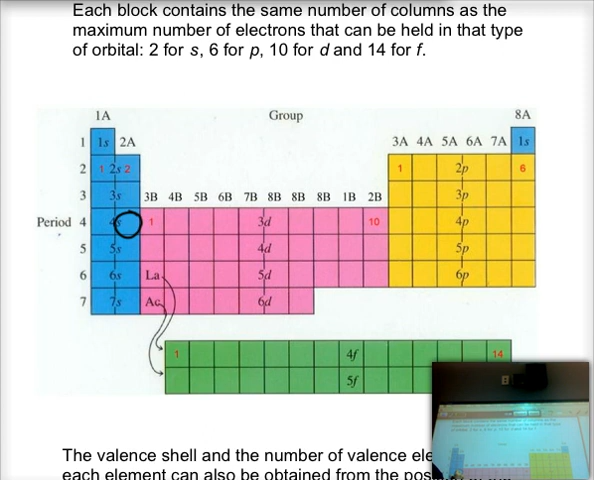 Each block contains the same number of columns as the
maximum number of electrons that can be held in that type
of orbital: 2 for s, 6 for p, 10 for d and 14 for f.
1A Group 8A
1 1s 2A 3A 4A 5A 6A 7A 1s
2 1 2s 2 1 2p 6
3 3s 3B 4B 5B 6B 7B 8B 8B 8B 1B 2B 3p
Period 4 4s 1 3d 10 4p
5 5s 4d 5p
6 6s La 5d 6p
7 7s Ac 6d
1 4f 14
5f
The valence shell and the number of valence
each element can also be obtained from the